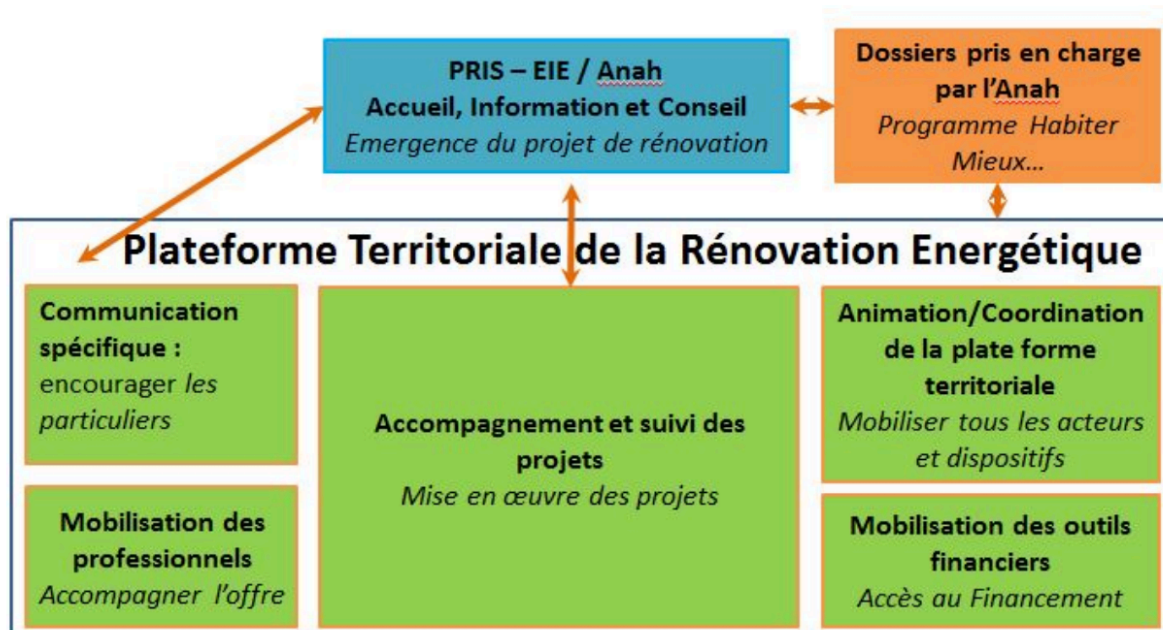 PRIS – EIE / Anah
Accueil, Information et Conseil
Emergence du projet de rénovation
Dossiers pris en charge
par l'Anah
Programme Habiter
Mieux...
Plateforme Territoriale de la Rénovation Energétique
Communication
spécifique :
encourager les
particuliers
Mobilisation des
professionnels
Accompagner l'offre
Accompagnement et suivi des
projets
Mise en œuvre des projets
Animation/Coordination
de la plate forme
territoriale
Mobiliser tous les acteurs
et dispositifs
Mobilisation des outils
financiers
Accès au Financement